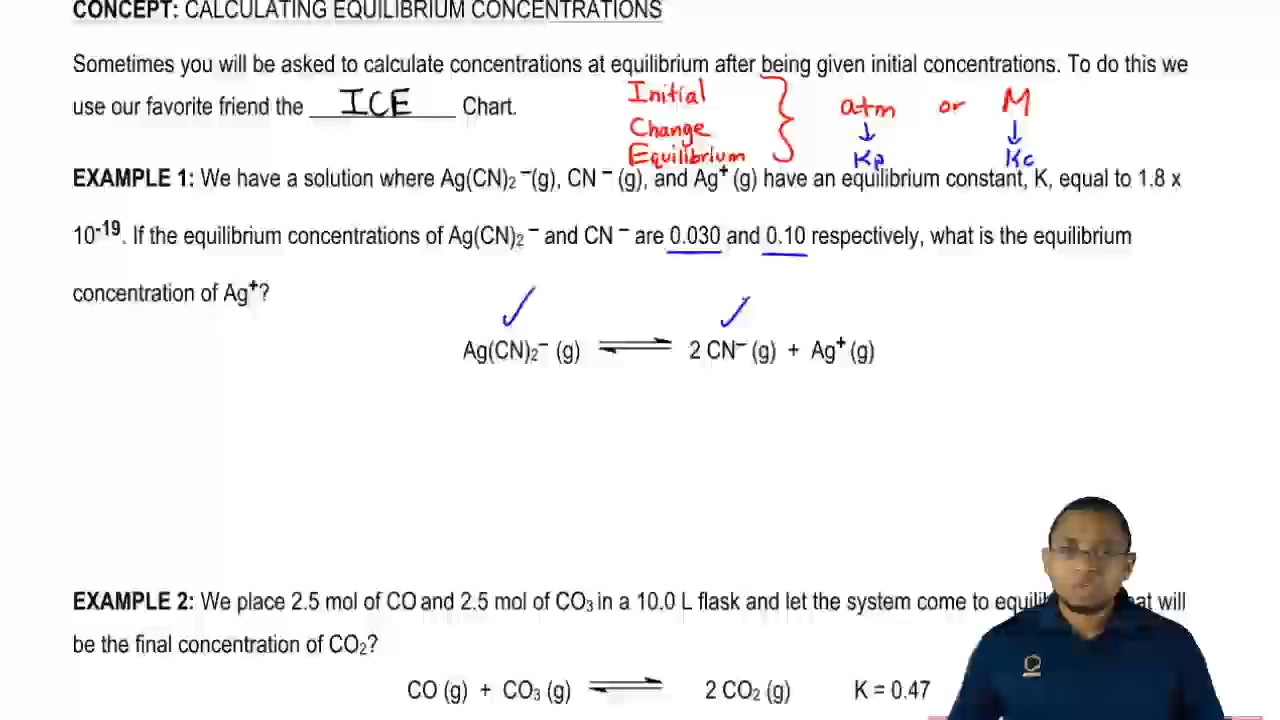 CONCEPT: CALCULATING EQUILIBRIUM CONCENTRATIONS
Sometimes you will be asked to calculate concentrations at equilibrium after being given initial concentrations. To do this we
use our favorite friend the ICE Chart.
Initial
Change
Equilibrium
atm or M
Kp Kc
EXAMPLE 1: We have a solution where Ag(CN)₂⁻(g), CN⁻ (g), and Ag⁺ (g) have an equilibrium constant, K, equal to 1.8 x
10⁻¹⁹. If the equilibrium concentrations of Ag(CN)₂⁻ and CN⁻ are 0.030 and 0.10 respectively, what is the equilibrium
concentration of Ag⁺?
Ag(CN)₂⁻ (g) ⇌ 2 CN⁻ (g) + Ag⁺ (g)
EXAMPLE 2: We place 2.5 mol of CO and 2.5 mol of CO₃ in a 10.0 L flask and let the system come to will
be the final concentration of CO₂?
CO (g) + CO₃ (g) ⇌ 2 CO₂ (g) K = 0.47